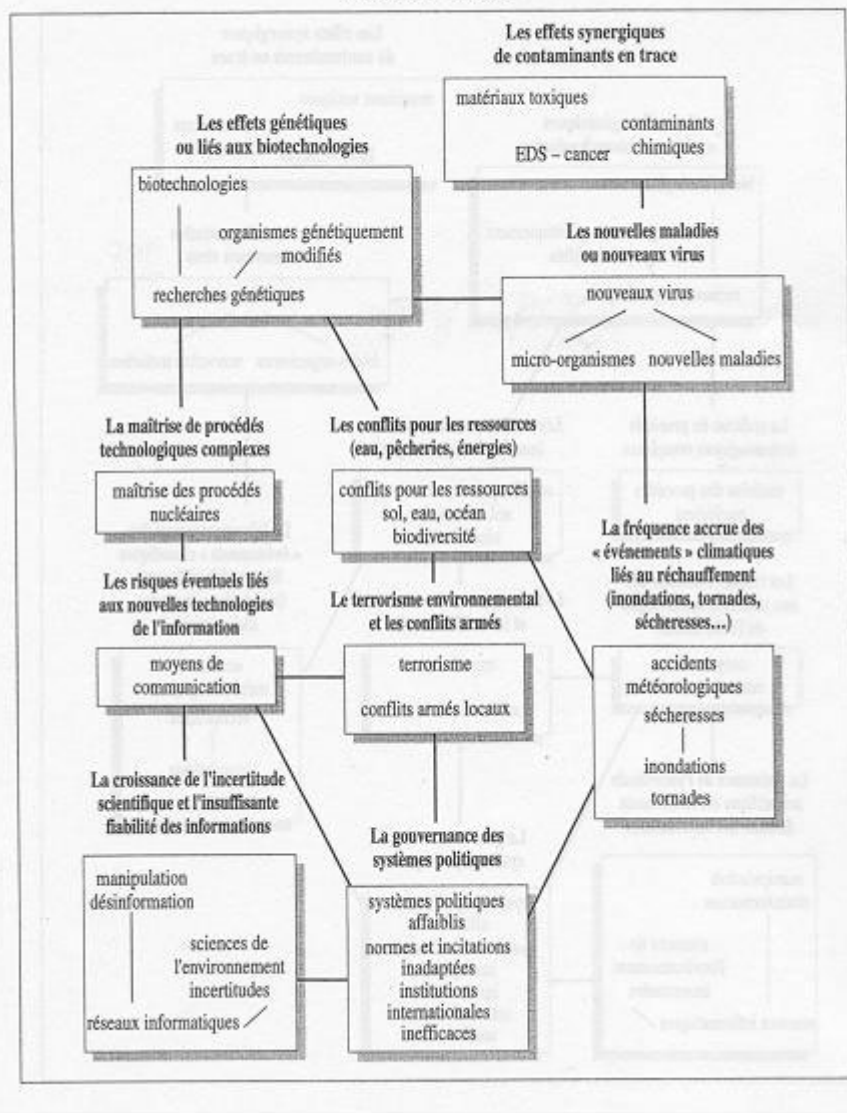 Les effets synergiques
de contaminants en trace
matériaux toxiques
contaminants
chimiques
EDS – cancer
Les effets génétiques
ou liés aux biotechnologies
biotechnologies
organismes génétiquement
modifiés
recherches génétiques
Les nouvelles maladies
ou nouveaux virus
nouveaux virus
micro-organismes
nouvelles maladies
La maîtrise de procédés
technologiques complexes
maîtrise des procédés
nucléaires
Les conflits pour les ressources
(eau, pêcheries, énergies)
conflits pour les ressources
sol, eau, océan
biodiversité
La fréquence accrue des
« événements » climatiques
liés au réchauffement
(inondations, tornades,
sécheresses...)
accidents
météorologiques
sécheresses
inondations
tornades
Les risques éventuels liés
aux nouvelles technologies
de l'information
moyens de
communication
Le terrorisme environnemental
et les conflits armés
terrorisme
conflits armés locaux
La croissance de l'incertitude
scientifique et l'insuffisante
fiabilité des informations
manipulation
désinformation
sciences de
l'environnement
incertitudes
réseaux informatiques
La gouvernance des
systèmes politiques
systèmes politiques
affaiblis
normes et incitations
inadaptées
institutions
internationales
inefficaces